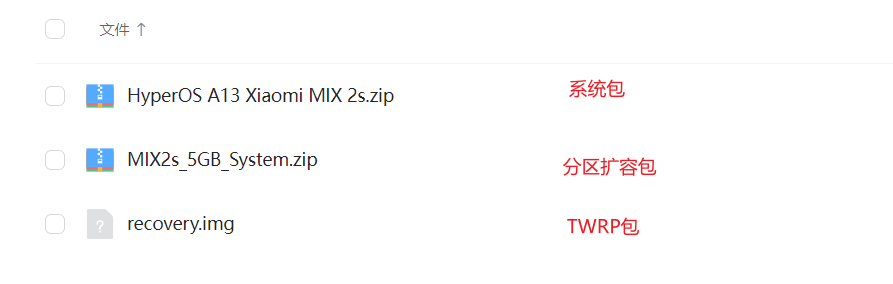 文件 ↑
HyperOS A13 Xiaomi MIX 2s.zip 系统包
MIX2s_5GB_System.zip 分区扩容包
recovery.img TWRP包